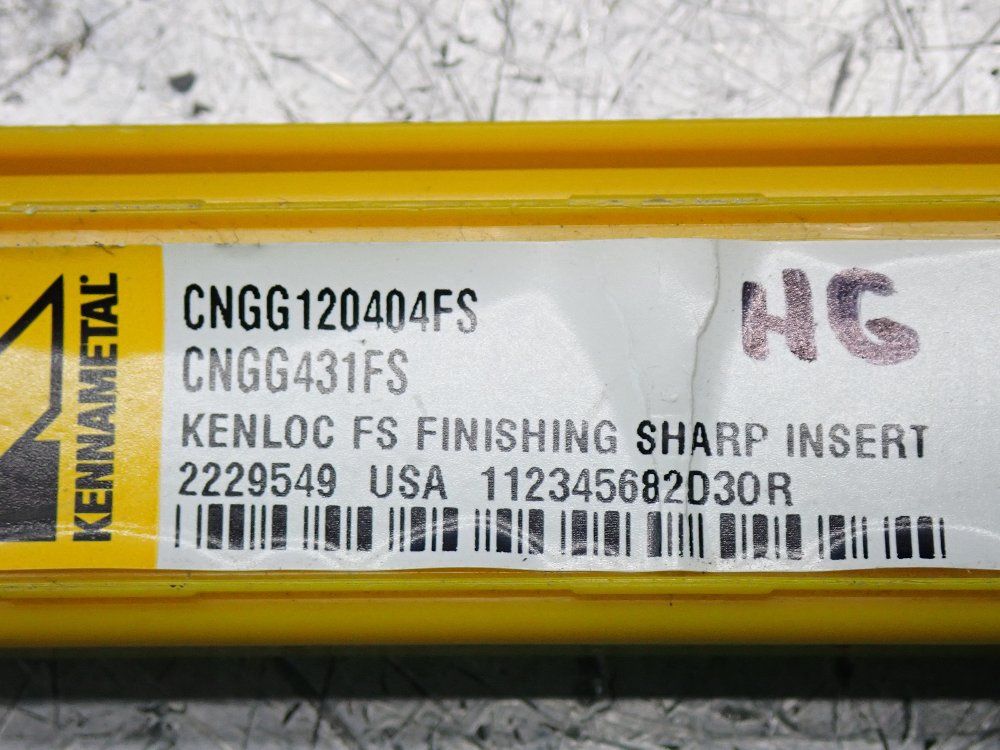 KENNAMETAL
CNGG120404FS
HG
CNGG431FS
KENLOC FS FINISHING SHARP INSERT
2229549 USA 112345682D30R